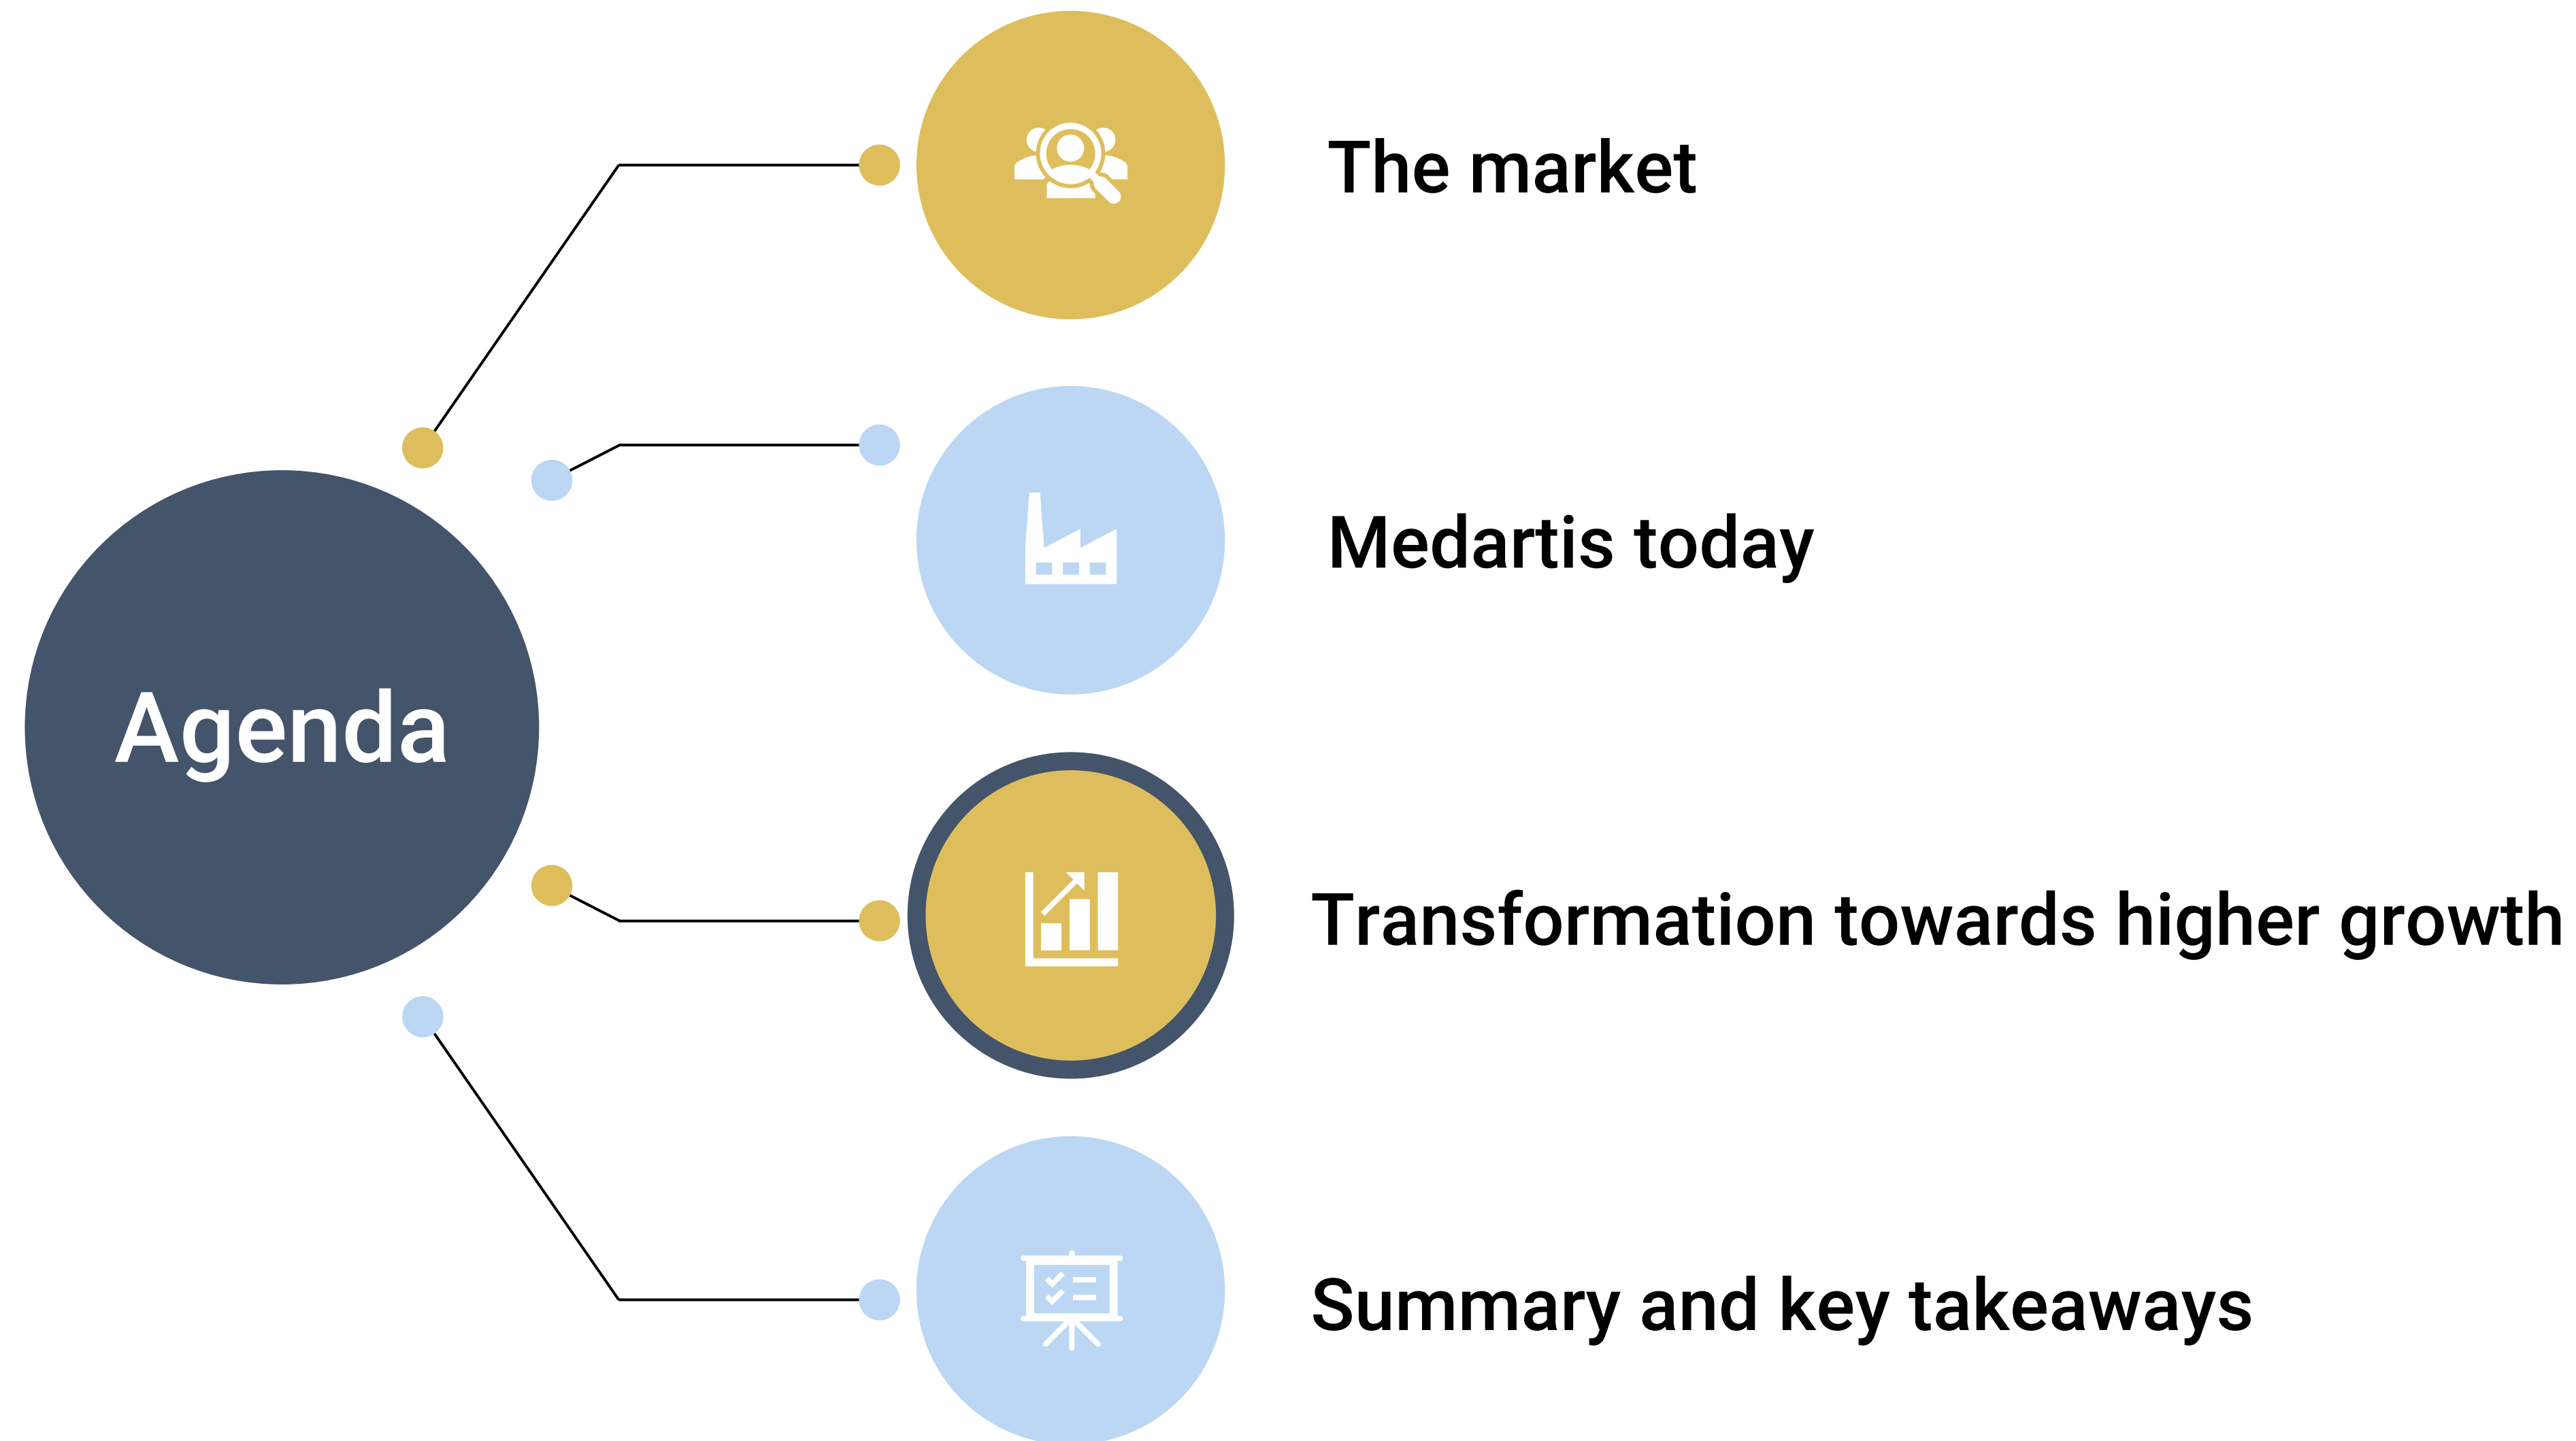 Agenda
The market
Medartis today
Transformation towards higher growth
Summary and key takeaways